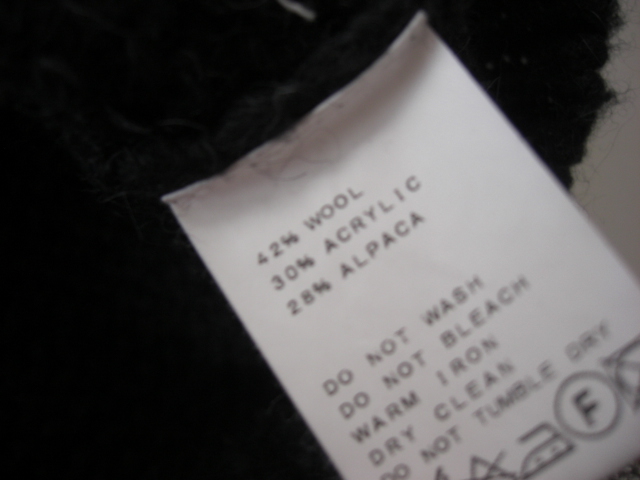 42% WOOL
30% ACRYLIC
28% ALPACA
DO NOT WASH
DO NOT BLEACH
WARM IRON
DRY CLEAN
DO NOT TUMBLE DRY
F